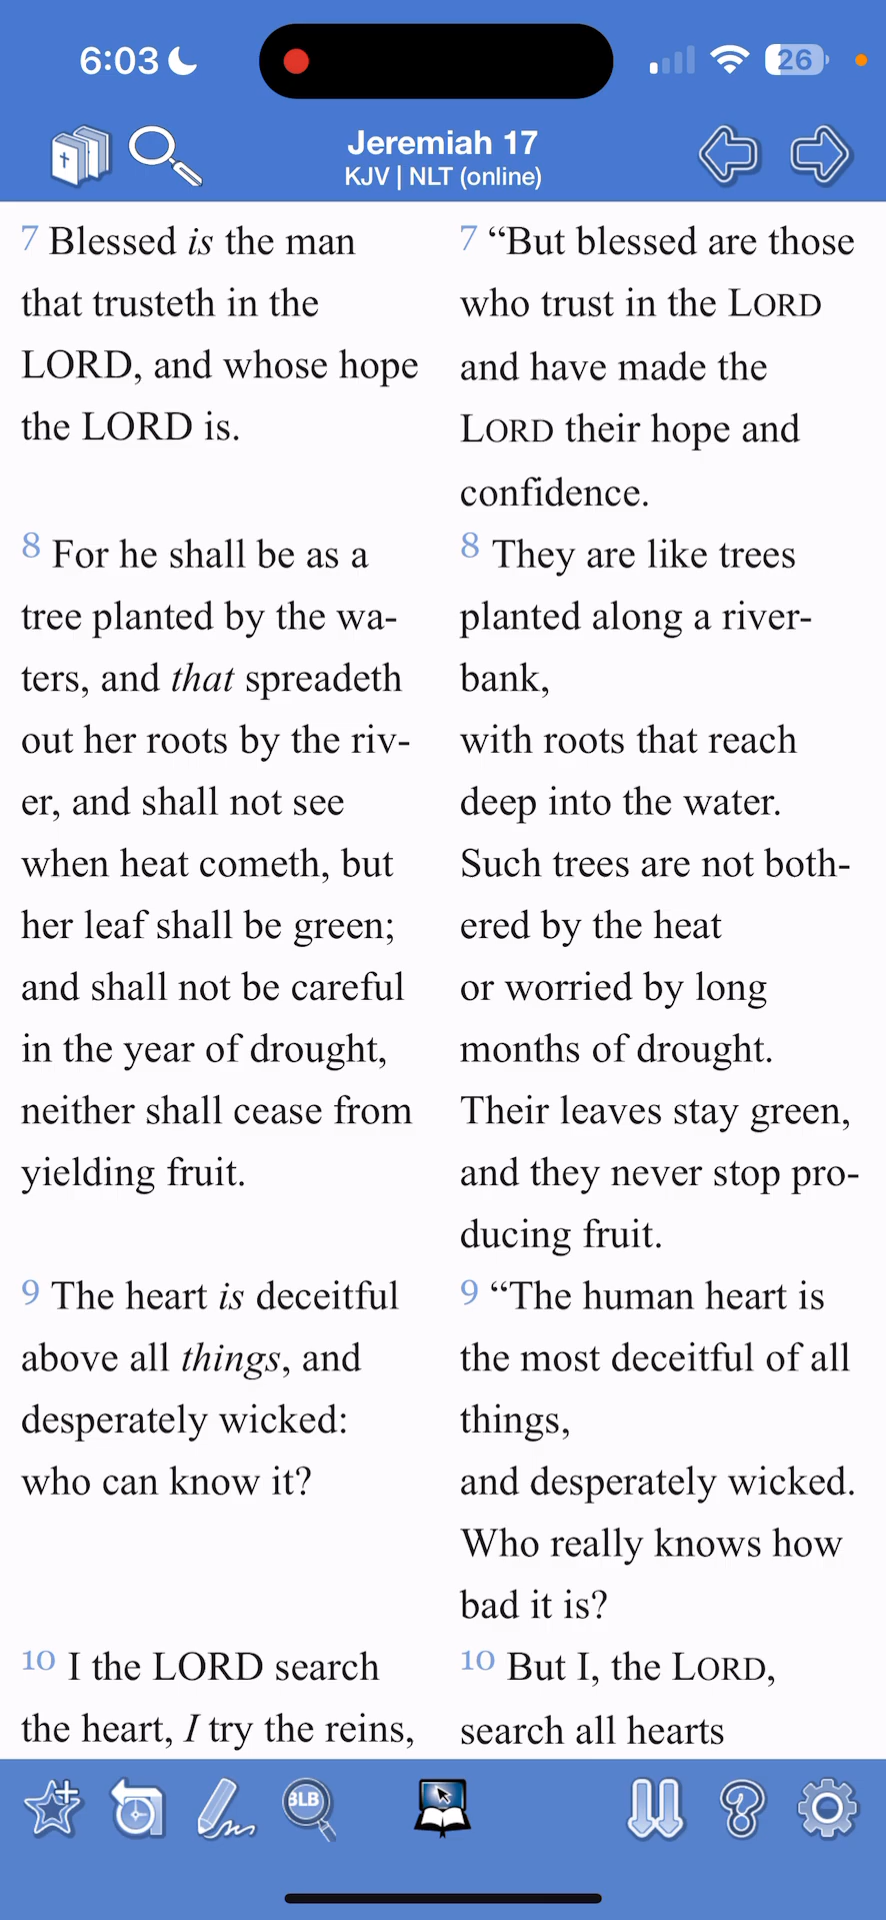 6:03
26
Jeremiah 17
KJV | NLT (online)
7 Blessed is the man
that trusteth in the
LORD, and whose hope
the LORD is.
8 For he shall be as a
tree planted by the wa-
ters, and that spreadeth
out her roots by the riv-
er, and shall not see
when heat cometh, but
her leaf shall be green;
and shall not be careful
in the year of drought,
neither shall cease from
yielding fruit.
9 The heart is deceitful
above all things, and
desperately wicked:
who can know it?
10 I the LORD search
the heart, I try the reins,
7 “But blessed are those
who trust in the LORD
and have made the
LORD their hope and
confidence.
8 They are like trees
planted along a river-
bank,
with roots that reach
deep into the water.
Such trees are not both-
ered by the heat
or worried by long
months of drought.
Their leaves stay green,
and they never stop pro-
ducing fruit.
9 “The human heart is
the most deceitful of all
things,
and desperately wicked.
Who really knows how
bad it is?
10 But I, the LORD,
search all hearts
BLB